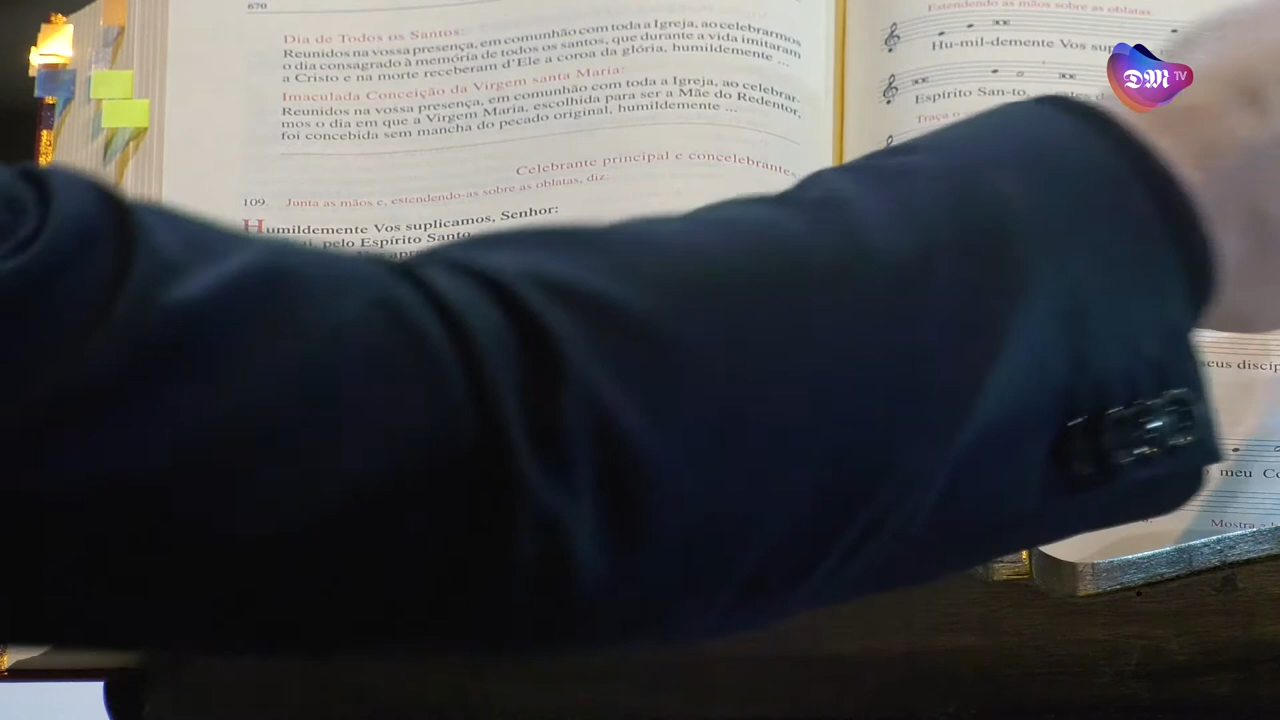 670
Dia de Todos os Santos:
Reunidos na vossa presença, em comunhão com toda a Igreja, ao celebrarmos
o dia consagrado à memória de todos os santos, que durante a vida imitaram
a Cristo e na morte receberam d'Ele a coroa da glória, humildemente ...
Imaculada Conceição da Virgem santa Maria:
Reunidos na vossa presença, em comunhão com toda a Igreja, ao celebrar-
mos o dia em que a Virgem Maria, escolhida para ser a Mãe do Redentor,
foi concebida sem mancha do pecado original, humildemente ...
Celebrante principal e concelebrantes
109. Junta as mãos e, estendendo-as sobre as oblatas, diz:
Humildemente Vos suplicamos, Senhor:
pelo Espírito Santo
Estendendo as mãos sobre as oblatas
Hu-mil-demente Vos sup
Espírito San-to,
Traça o
DM TV
seus discíp
meu Co
Mostra a